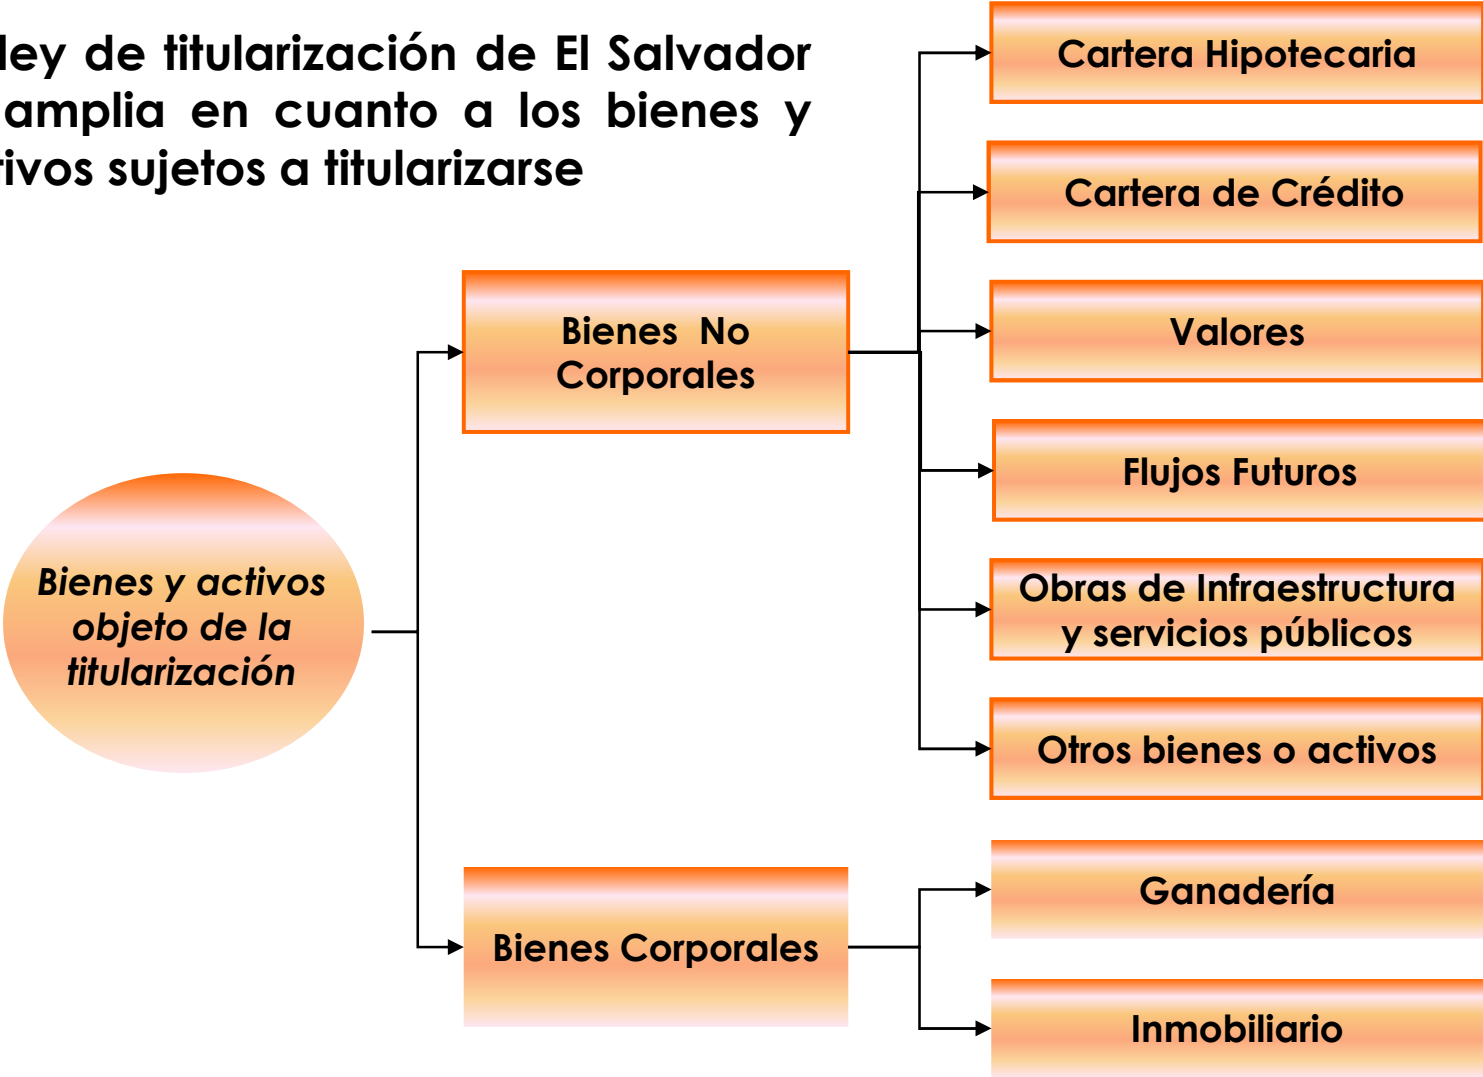 ley de titularización de El Salvador
amplia en cuanto a los bienes y
tivos sujetos a titularizarse
Cartera Hipotecaria
Cartera de Crédito
Bienes No
Corporales
Valores
Flujos Futuros
Bienes y activos
objeto de la
titularización
Obras de Infraestructura
y servicios públicos
Otros bienes o activos
Bienes Corporales
Ganadería
Inmobiliario